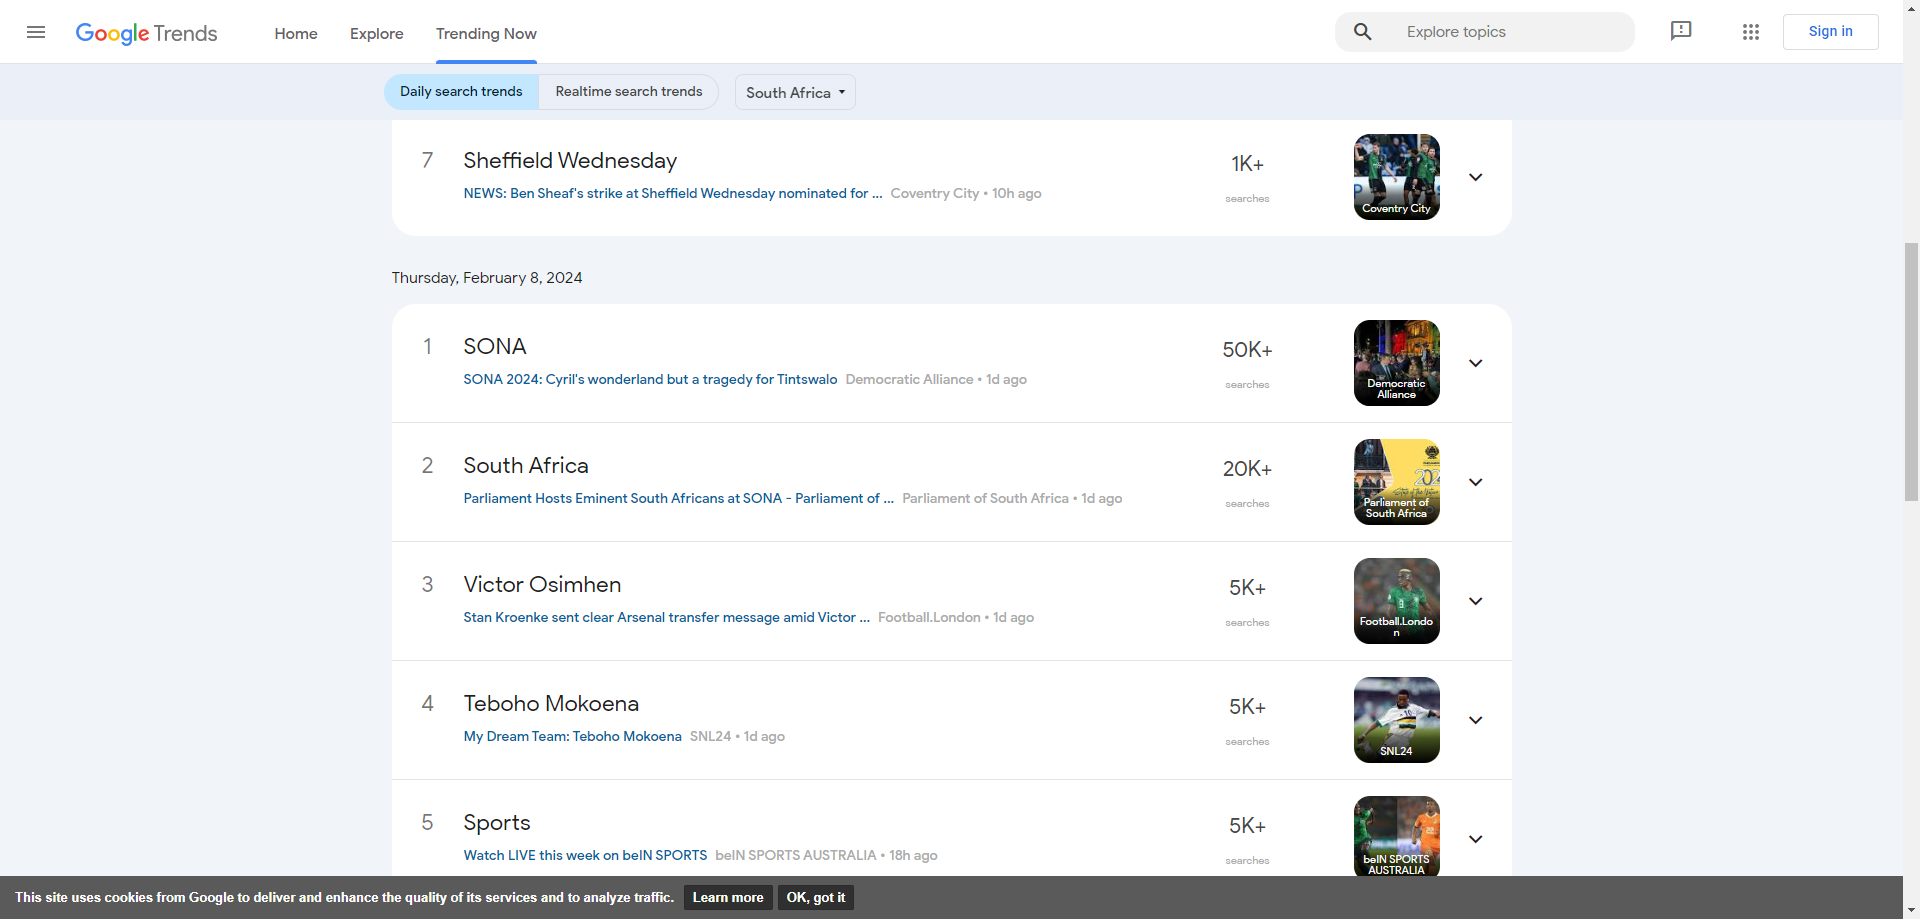 Google Trends
Home
Explore
Trending Now
Explore topics
Sign in
Daily search trends
Realtime search trends
South Africa
7
Sheffield Wednesday
NEWS: Ben Sheaf's strike at Sheffield Wednesday nominated for ... Coventry City • 10h ago
1K+
searches
Coventry City
Thursday, February 8, 2024
1
SONA
SONA 2024: Cyril's wonderland but a tragedy for Tintswalo Democratic Alliance • 1d ago
50K+
searches
Democratic
Alliance
2
South Africa
Parliament Hosts Eminent South Africans at SONA - Parliament of ... Parliament of South Africa • 1d ago
20K+
searches
Parliament of
South Africa
3
Victor Osimhen
Stan Kroenke sent clear Arsenal transfer message amid Victor ... Football.London • 1d ago
5K+
searches
Football.Londo
n
4
Teboho Mokoena
My Dream Team: Teboho Mokoena SNL24 • 1d ago
5K+
searches
SNL24
5
Sports
Watch LIVE this week on beIN SPORTS beIN SPORTS AUSTRALIA • 18h ago
5K+
searches
beIN SPORTS
AUSTRALIA
This site uses cookies from Google to deliver and enhance the quality of its services and to analyze traffic.
Learn more
OK, got it